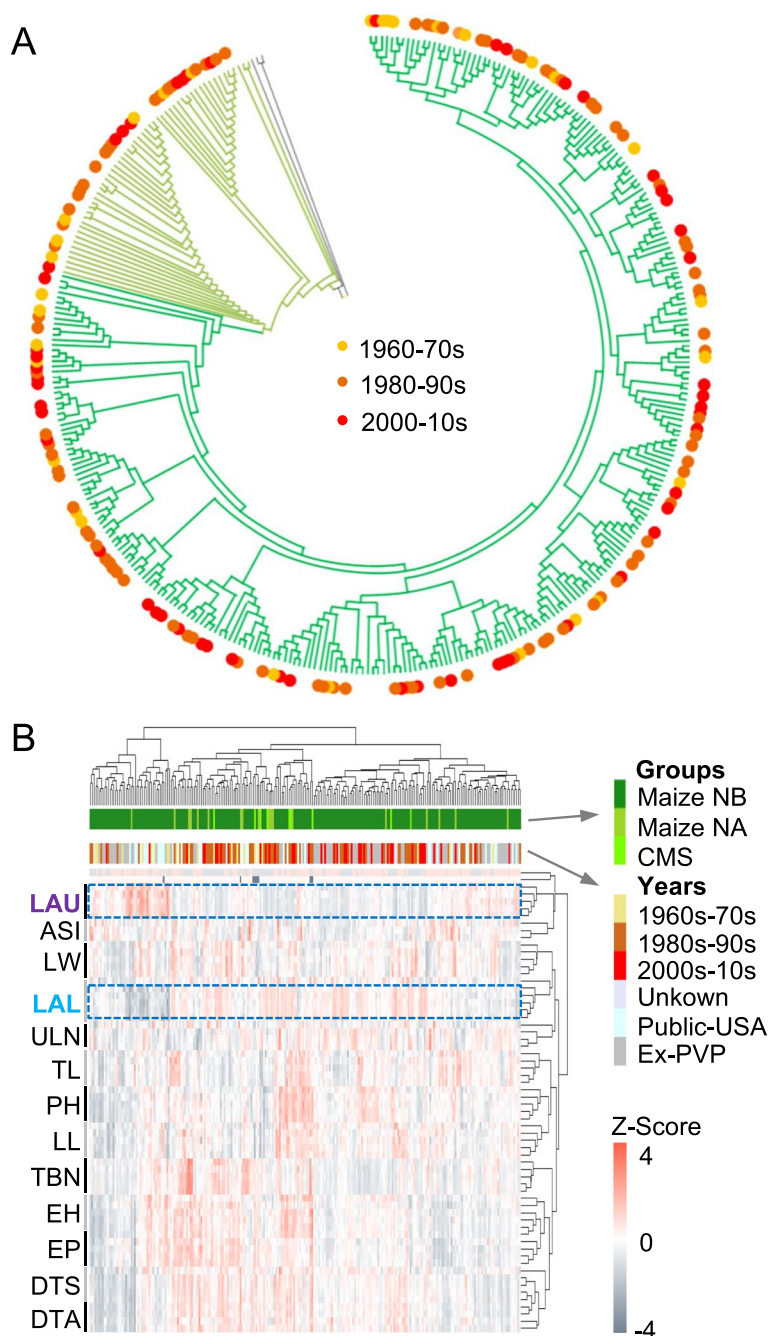 A
1960-70s
1980-90s
2000-10s
B
Groups
Maize NB
Maize NA
CMS
Years
1960s-70s
1980s-90s
2000s-10s
Unkown
Public-USA
Ex-PVP
LAU
ASI
LW
LAL
ULN
TL
PH
LL
TBN
EH
EP
DTS
DTA
Z-Score
4
0
-4